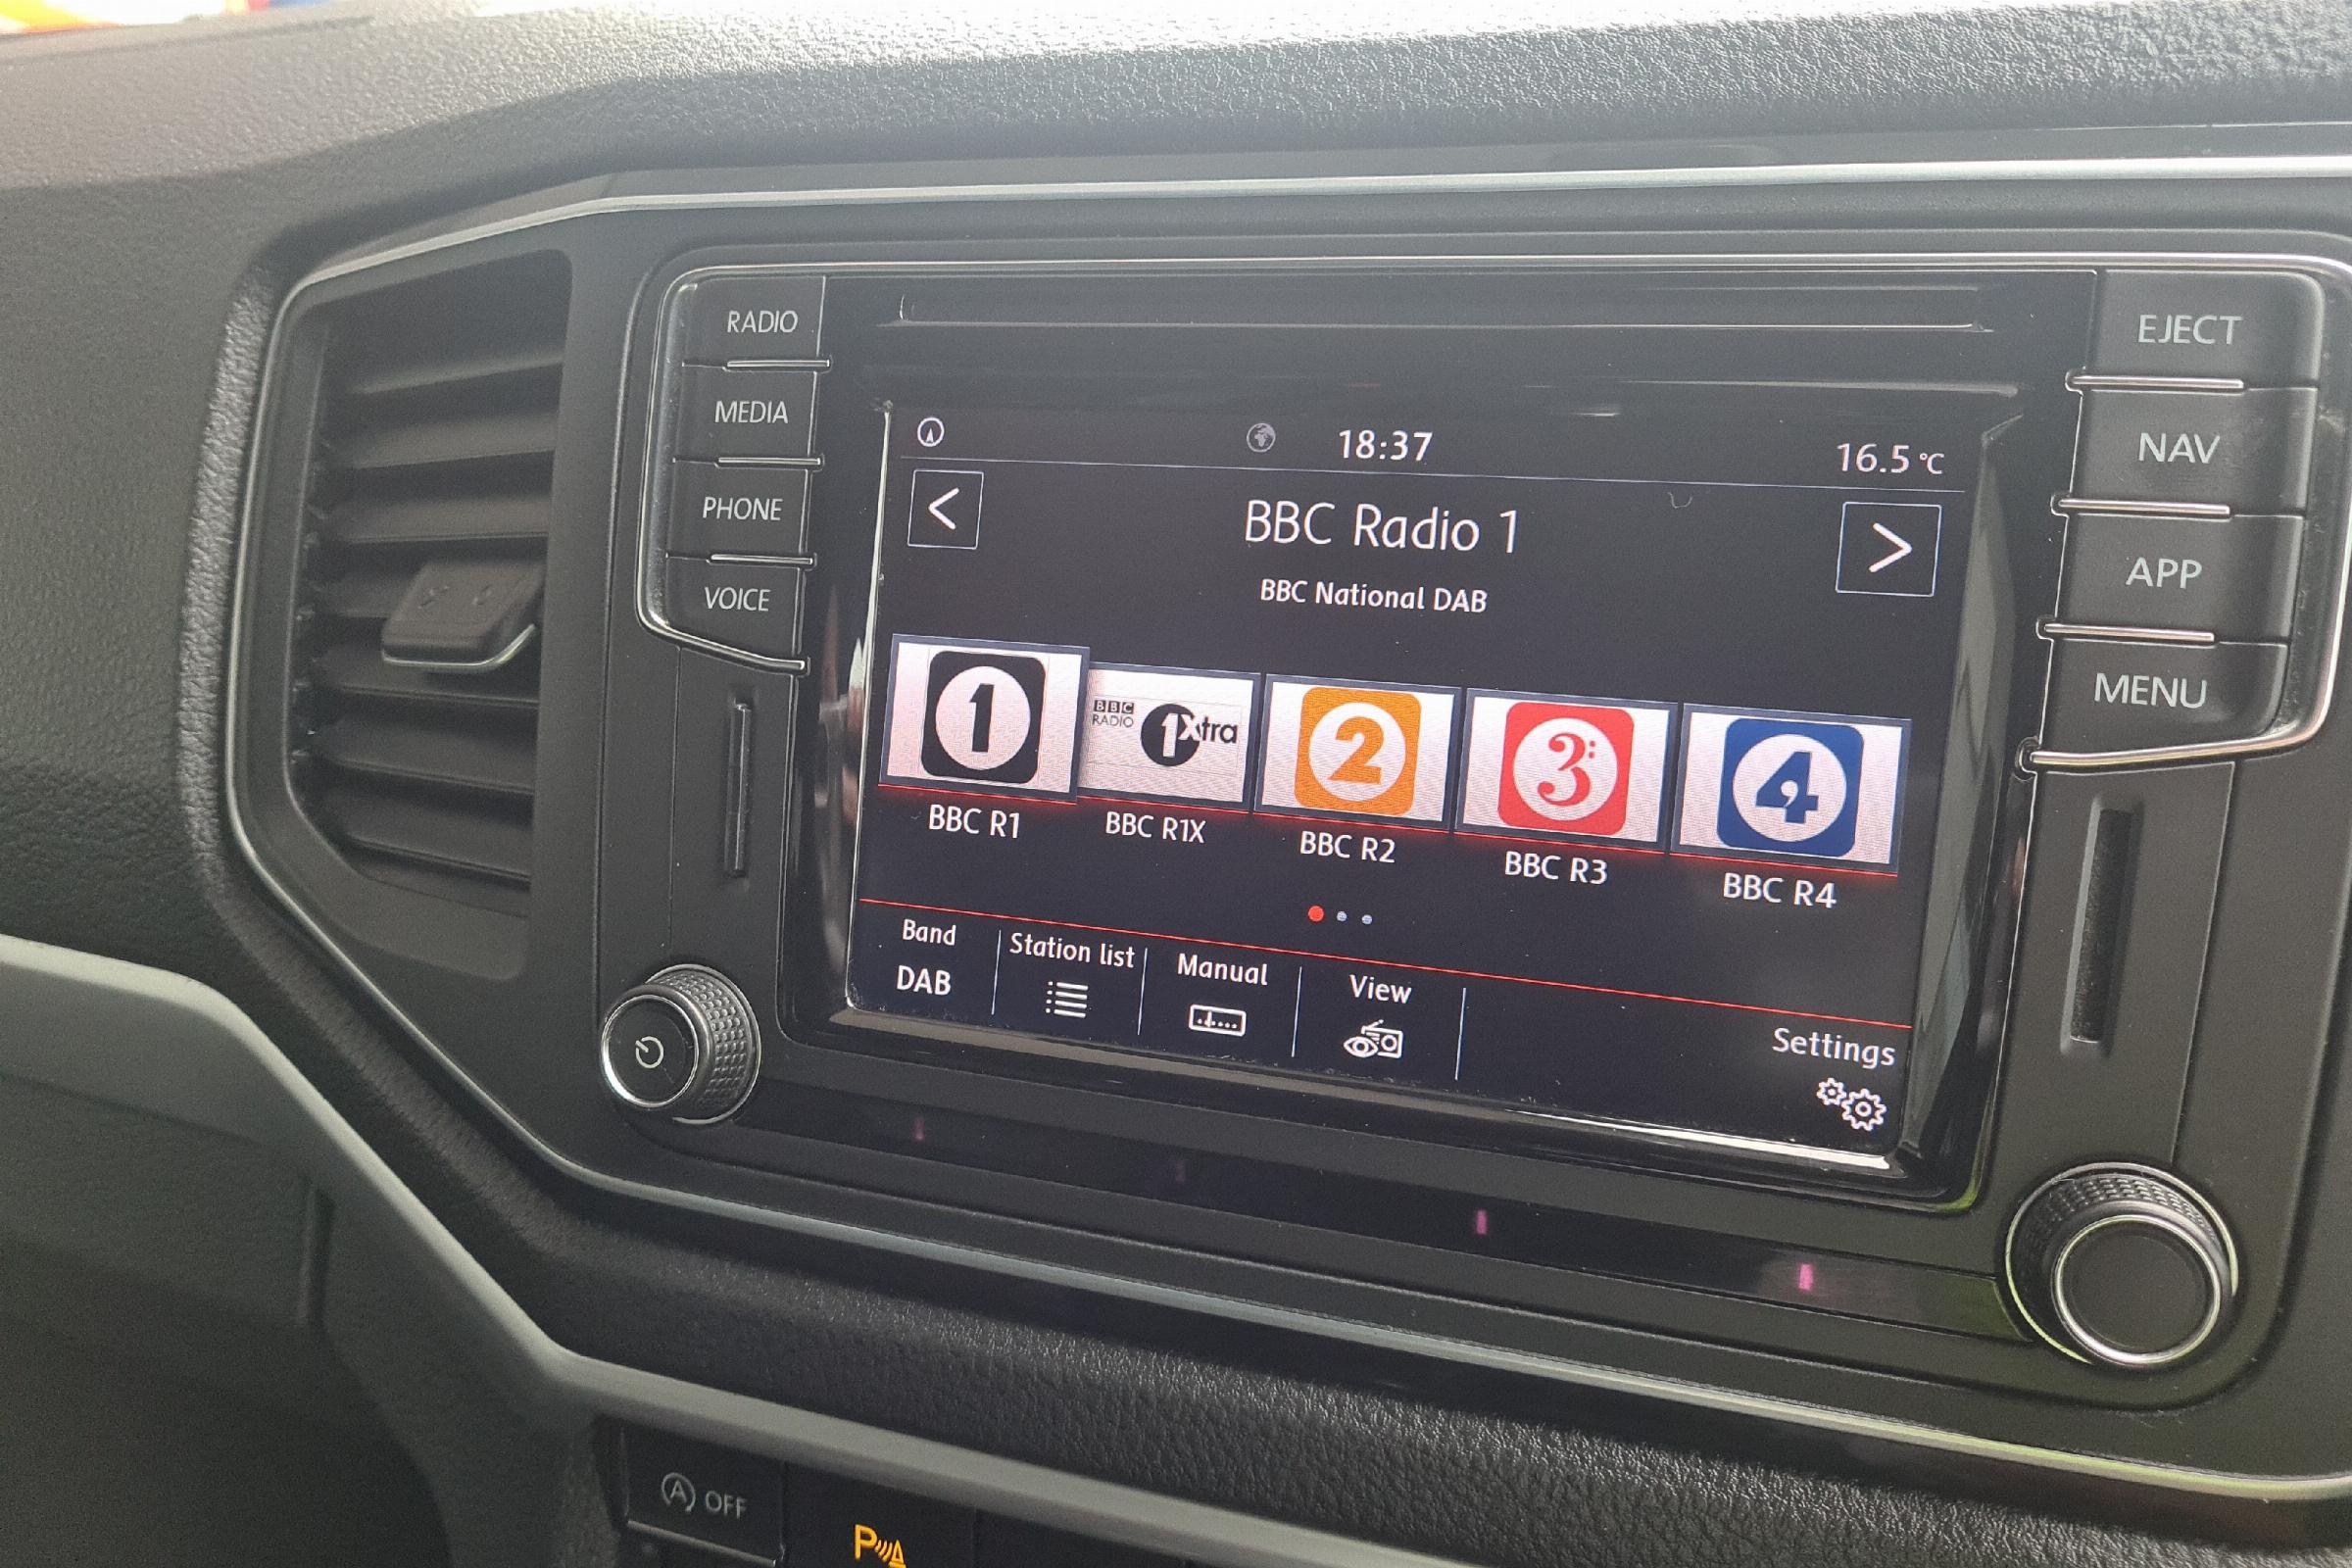 RADIO
MEDIA
PHONE
VOICE
EJECT
NAV
APP
MENU
18:37
16.5 °C
< BBC Radio 1 >
BBC National DAB
1
BBC RADIO 1Xtra
2
3
4
BBC R1
BBC R1X
BBC R2
BBC R3
BBC R4
Band
DAB
Station list
Manual
View
Settings
A OFF
P